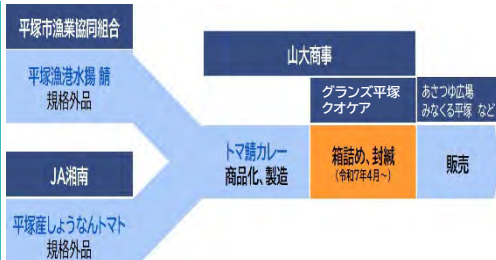 平塚市漁業協同組合
平塚漁港水揚 鯖
規格外品
JA湘南
平塚産しょうなんトマト
規格外品
山大商事
トマ鯖カレー
商品化、製造
グランズ平塚
クオケア
箱詰め、封緘
(令和7年4月~)
あさつゆ広場
みなくる平塚 など
販売